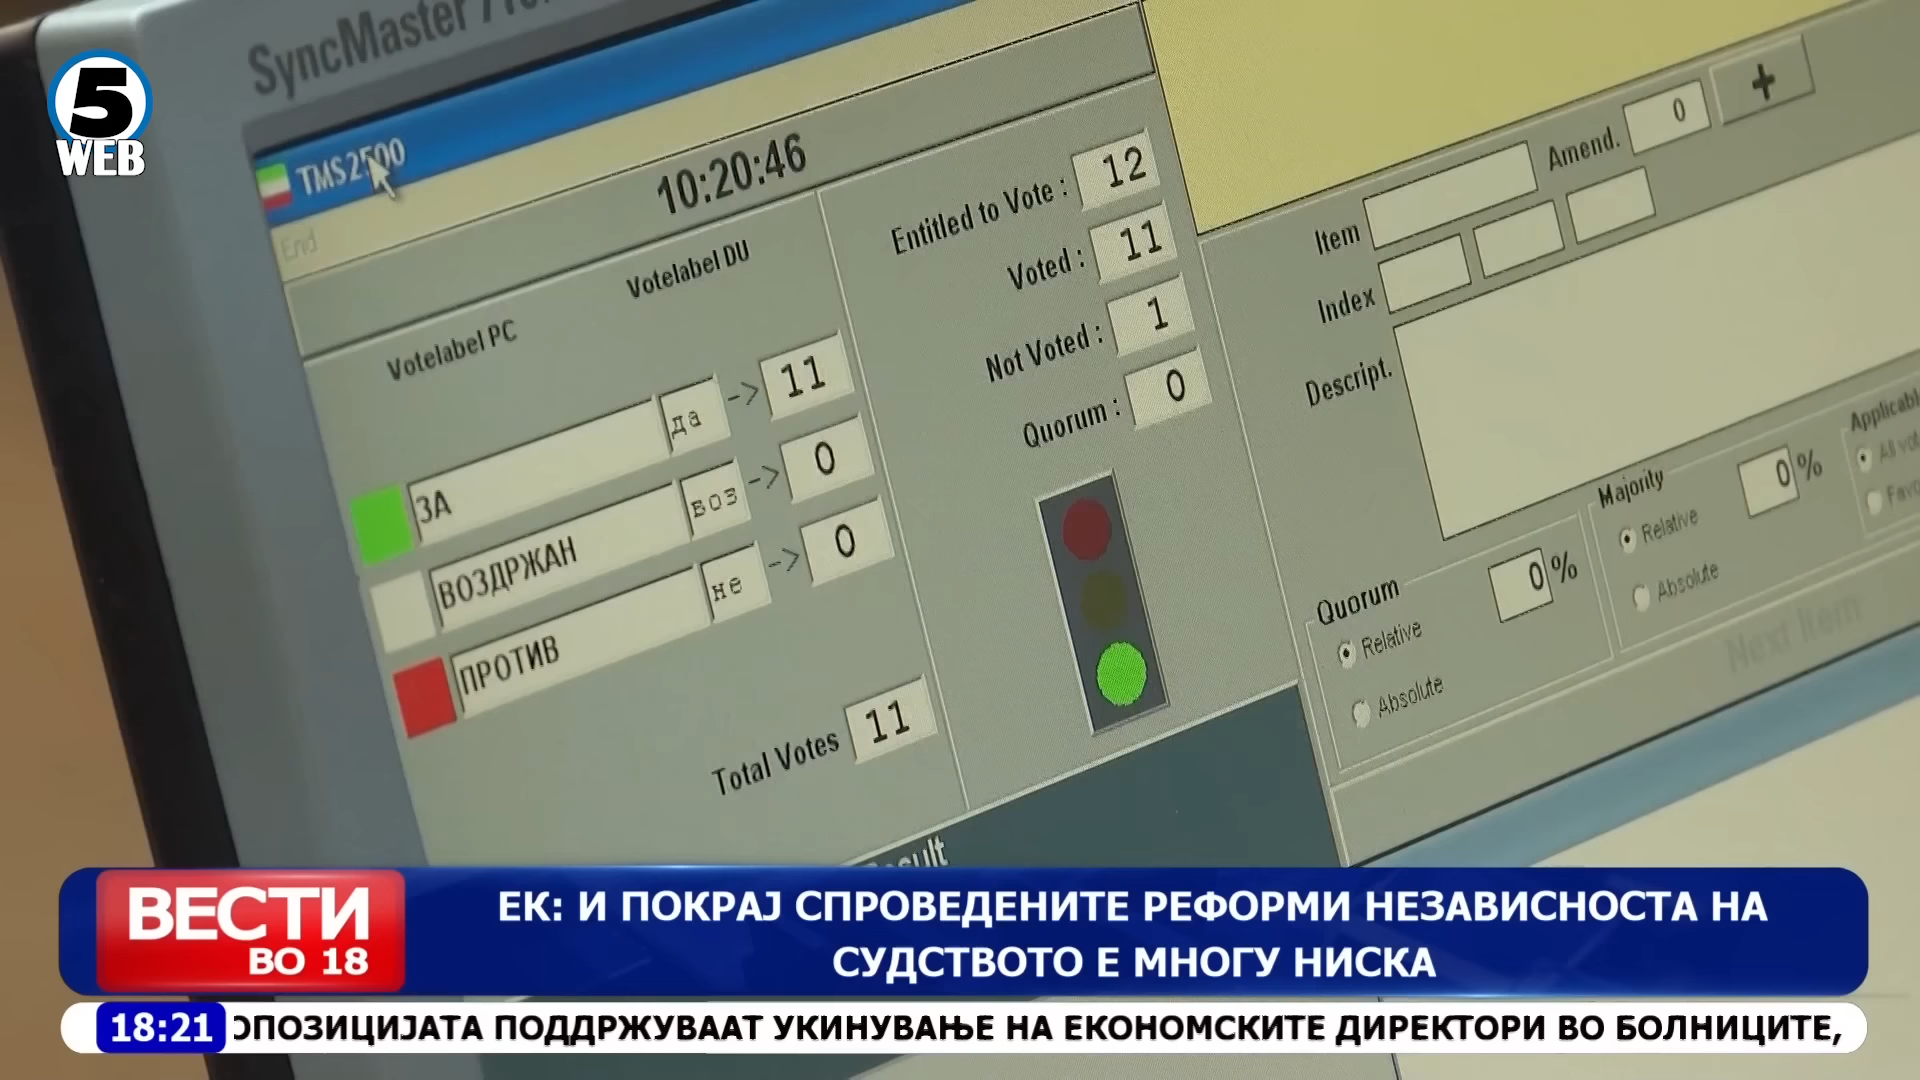 SyncMaster
5
WEB
TMS2500
End
10:20:46
Votelabel PC
Votelabel DU
ЗА
да
->
11
ВОЗДРЖАН
воз
->
0
ПРОТИВ
не
->
0
Total Votes
11
Entitled to Vote :
12
Voted :
11
Not Voted :
1
Quorum :
0
Item
Amend.
0
+
Index
Descript.
Quorum
0
%
Relative
Absolute
Majority
0
%
Relative
Absolute
Next Item
ВЕСТИ
ВО 18
ЕК: И ПОКРАЈ СПРОВЕДЕНИТЕ РЕФОРМИ НЕЗАВИСНОСТА НА
СУДСТВОТО Е МНОГУ НИСКА
18:21
ОПОЗИЦИЈАТА ПОДДРЖУВААТ УКИНУВАЊЕ НА ЕКОНОМСКИТЕ ДИРЕКТОРИ ВО БОЛНИЦИТЕ,